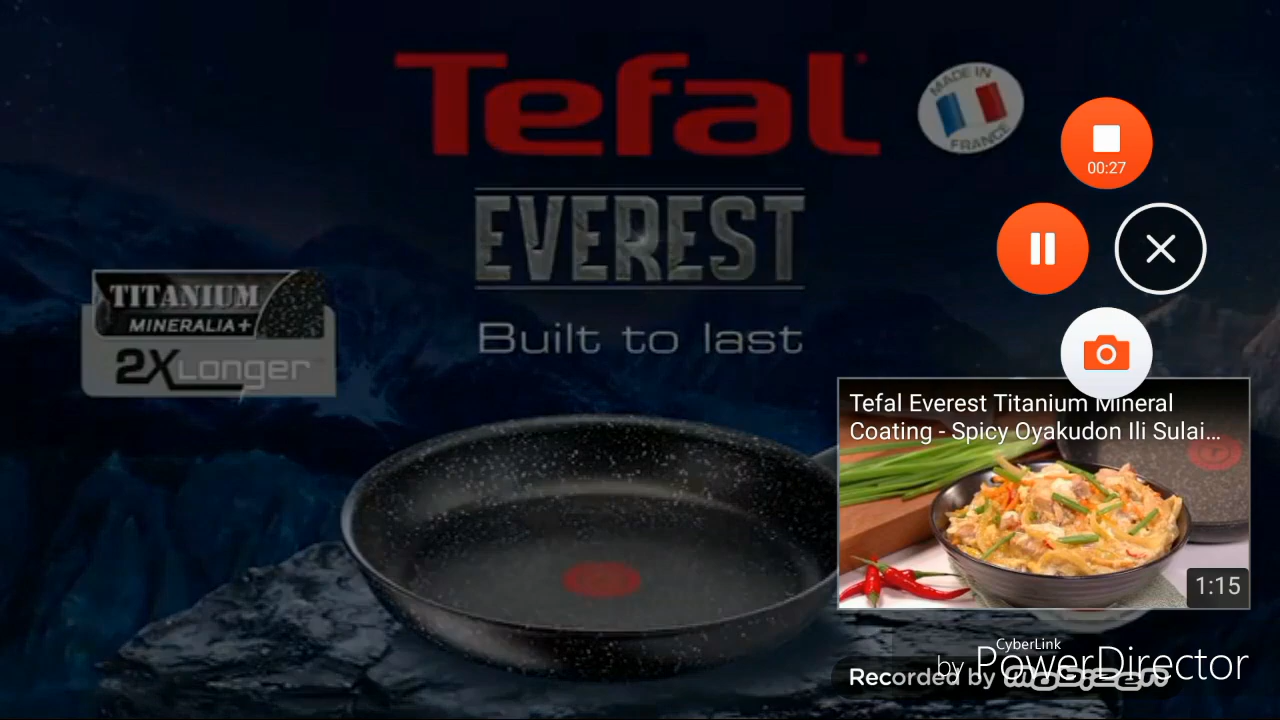 Tefal
MADE IN
FRANCE
EVEREST
Built to last
TITANIUM
MINERALIA+
2X Longer
00:27
Tefal Everest Titanium Mineral
Coating - Spicy Oyakudon Ili Sulai...
1:15
CyberLink
by PowerDirector
Recorded by